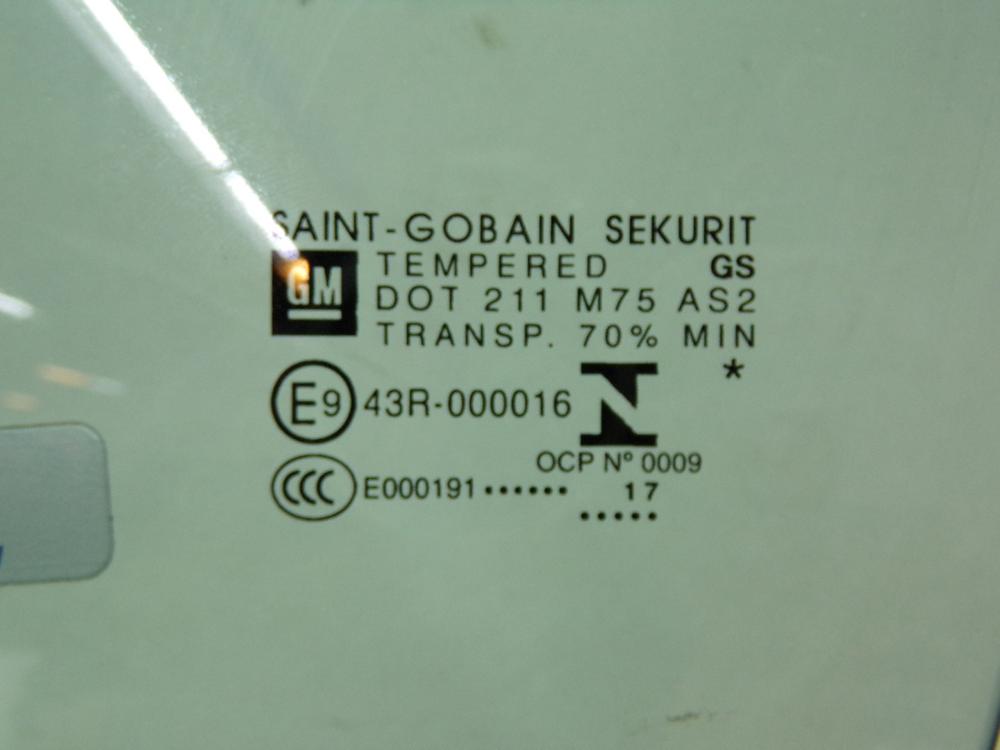 SAINT-GOBAIN SEKURIT
GM TEMPERED GS
DOT 211 M75 AS2
TRANSP. 70% MIN
*
E9 43R-000016 N
OCP Nº 0009
CCC E000191 ...... 17
.....